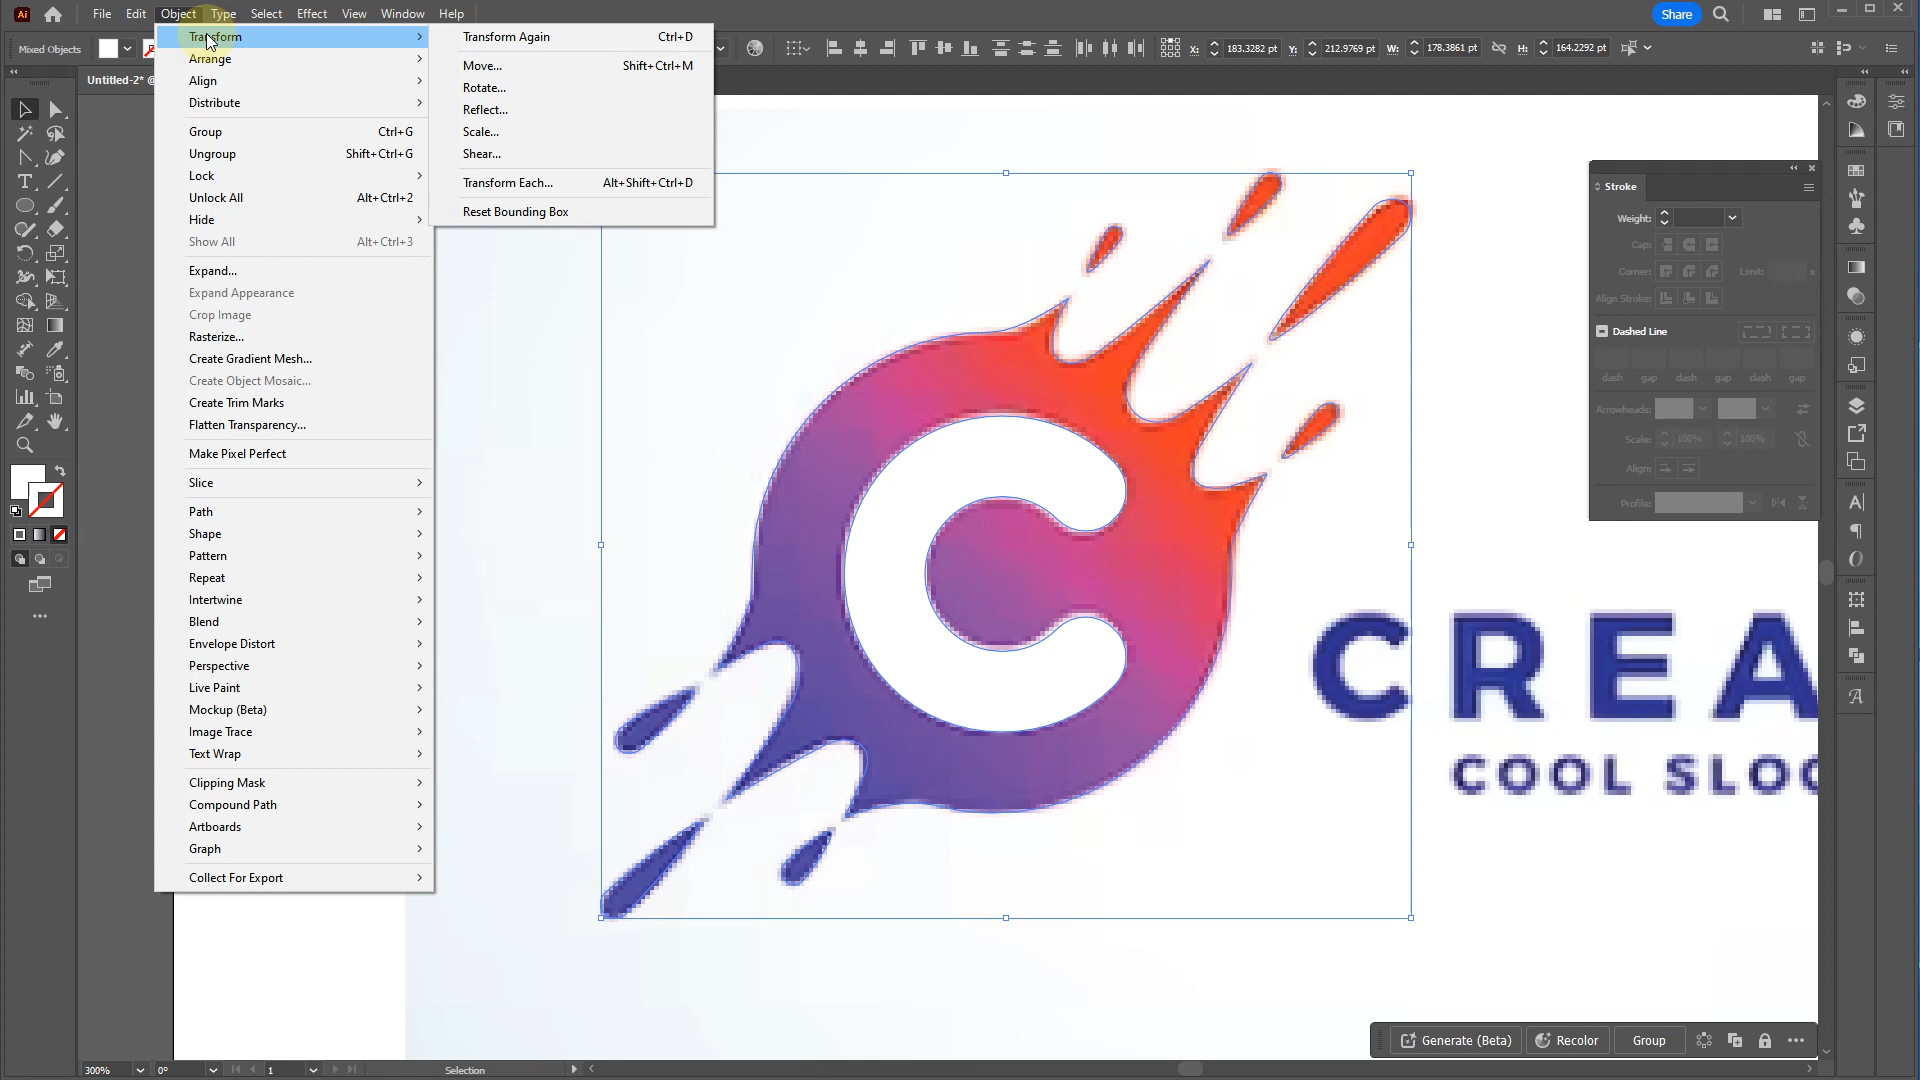 File Edit Object Type Select Effect View Window Help
Share
Mixed Objects
X: 183.3282 pt Y: 212.9769 pt W: 178.3861 pt H: 164.2292 pt
Untitled-2* @
Transform
Arrange
Align
Distribute
Group Ctrl+G
Ungroup Shift+Ctrl+G
Lock
Unlock All Alt+Ctrl+2
Hide
Show All Alt+Ctrl+3
Expand...
Expand Appearance
Crop Image
Rasterize...
Create Gradient Mesh...
Create Object Mosaic...
Create Trim Marks
Flatten Transparency...
Make Pixel Perfect
Slice
Path
Shape
Pattern
Repeat
Intertwine
Blend
Envelope Distort
Perspective
Live Paint
Mockup (Beta)
Image Trace
Text Wrap
Clipping Mask
Compound Path
Artboards
Graph
Collect For Export
Transform Again Ctrl+D
Move... Shift+Ctrl+M
Rotate...
Reflect...
Scale...
Shear...
Transform Each... Alt+Shift+Ctrl+D
Reset Bounding Box
C
CREA
COOL SLOG
Stroke
Weight:
Cap:
Corner: Limit: x
Align Stroke:
Dashed Line
dash gap dash gap dash gap
Arrowheads:
Scale: 100% 100%
Align:
Profile:
Generate (Beta) Recolor Group
300% 0° 1 Selection